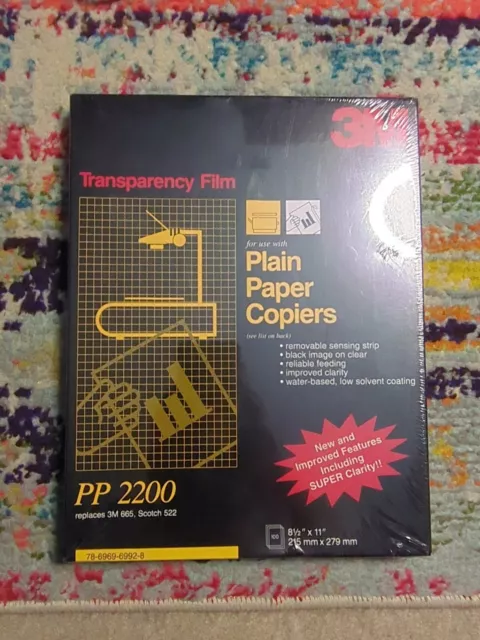 3M
Transparency Film
for use with
Plain
Paper
Copiers
(see list on back)
• removable sensing strip
• black image on clear
• reliable feeding
• improved clarity
• water-based, low solvent coating
New and
Improved Features
Including
SUPER Clarity!!
PP 2200
replaces 3M 665, Scotch 522
100
8½" x 11"
215 mm x 279 mm
78-6969-6992-8